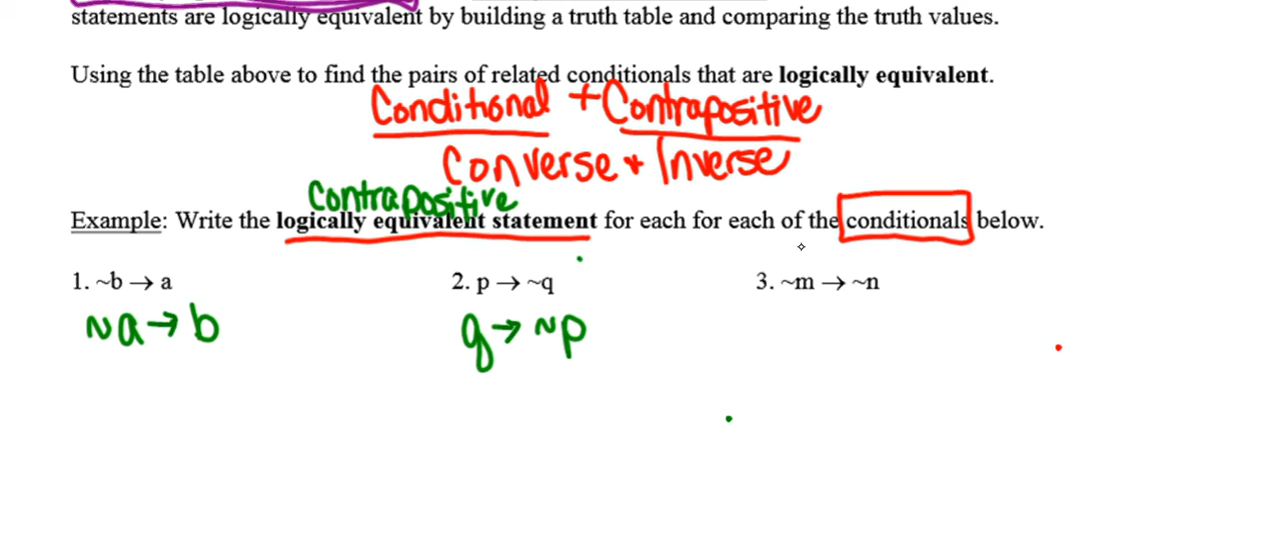 statements are logically equivalent by building a truth table and comparing the truth values.
Using the table above to find the pairs of related conditionals that are logically equivalent.
Conditional + Contrapositive
Converse + Inverse
Contrapositive
Example: Write the logically equivalent statement for each for each of the conditionals below.
1. ~b → a 2. p → ~q 3. ~m → ~n
~a → b q → ~p